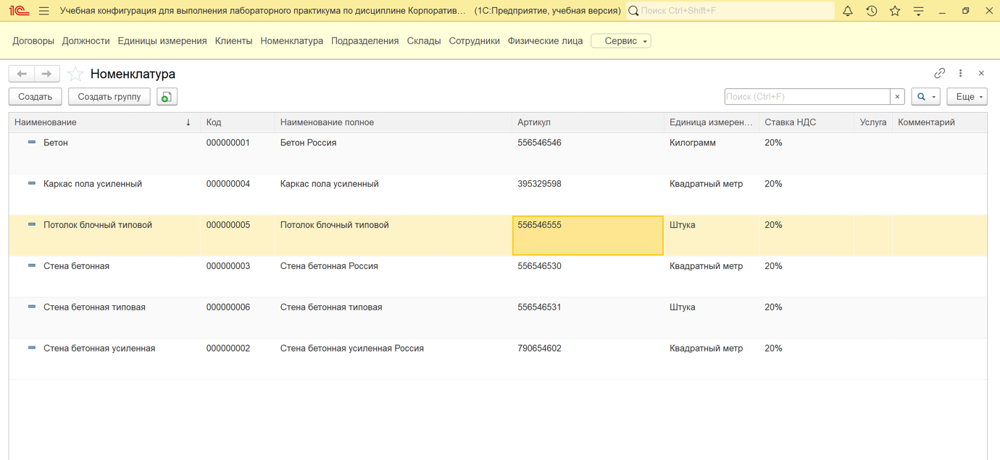 1С Учебная конфигурация для выполнения лабораторного практикума по дисциплине Корпоратив... (1С:Предприятие, учебная версия) Поиск Ctrl+Shift+F
Договоры Должности Единицы измерения Клиенты Номенклатура Подразделения Склады Сотрудники Физические лица Сервис
Номенклатура
Создать Создать группу Поиск (Ctrl+F) × Еще
Наименование ↓ Код Наименование полное Артикул Единица измерен... Ставка НДС Услуга Комментарий
Бетон 000000001 Бетон Россия 556546546 Килограмм 20%
Каркас пола усиленный 000000004 Каркас пола усиленный 395329598 Квадратный метр 20%
Потолок блочный типовой 000000005 Потолок блочный типовой 556546555 Штука 20%
Стена бетонная 000000003 Стена бетонная Россия 556546530 Квадратный метр 20%
Стена бетонная типовая 000000006 Стена бетонная типовая 556546531 Штука 20%
Стена бетонная усиленная 000000002 Стена бетонная усиленная Россия 790654602 Квадратный метр 20%